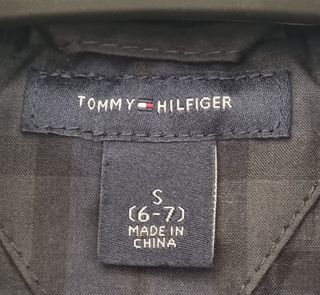 TOMMY HILFIGER
S
(6-7)
MADE IN
CHINA